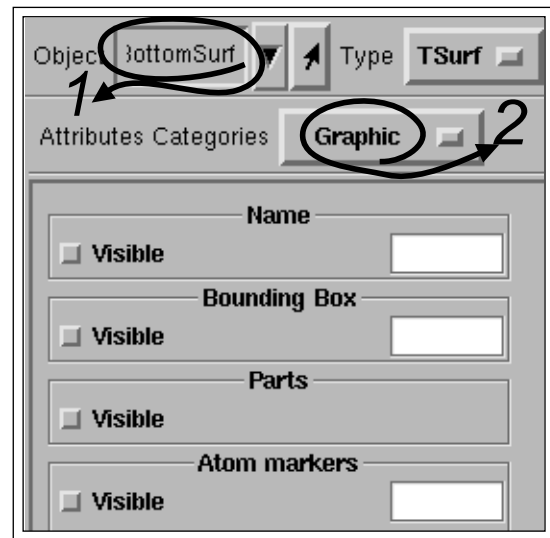 Object BottomSurf Type TSurf
1
Attributes Categories Graphic 2
Name
Visible
Bounding Box
Visible
Parts
Visible
Atom markers
Visible